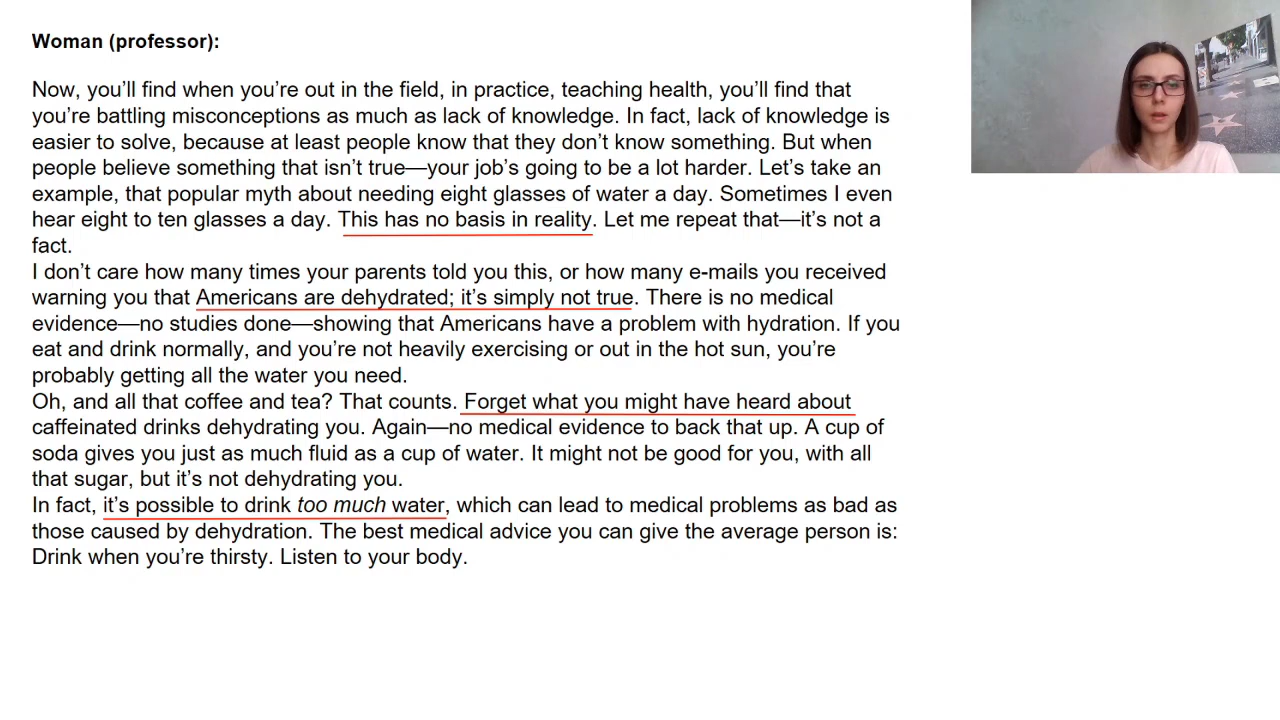 Woman (professor):
Now, you’ll find when you’re out in the field, in practice, teaching health, you’ll find that
you’re battling misconceptions as much as lack of knowledge. In fact, lack of knowledge is
easier to solve, because at least people know that they don’t know something. But when
people believe something that isn’t true—your job’s going to be a lot harder. Let’s take an
example, that popular myth about needing eight glasses of water a day. Sometimes I even
hear eight to ten glasses a day. This has no basis in reality. Let me repeat that—it’s not a
fact.
I don’t care how many times your parents told you this, or how many e-mails you received
warning you that Americans are dehydrated; it’s simply not true. There is no medical
evidence—no studies done—showing that Americans have a problem with hydration. If you
eat and drink normally, and you’re not heavily exercising or out in the hot sun, you’re
probably getting all the water you need.
Oh, and all that coffee and tea? That counts. Forget what you might have heard about
caffeinated drinks dehydrating you. Again—no medical evidence to back that up. A cup of
soda gives you just as much fluid as a cup of water. It might not be good for you, with all
that sugar, but it’s not dehydrating you.
In fact, it’s possible to drink too much water, which can lead to medical problems as bad as
those caused by dehydration. The best medical advice you can give the average person is:
Drink when you’re thirsty. Listen to your body.